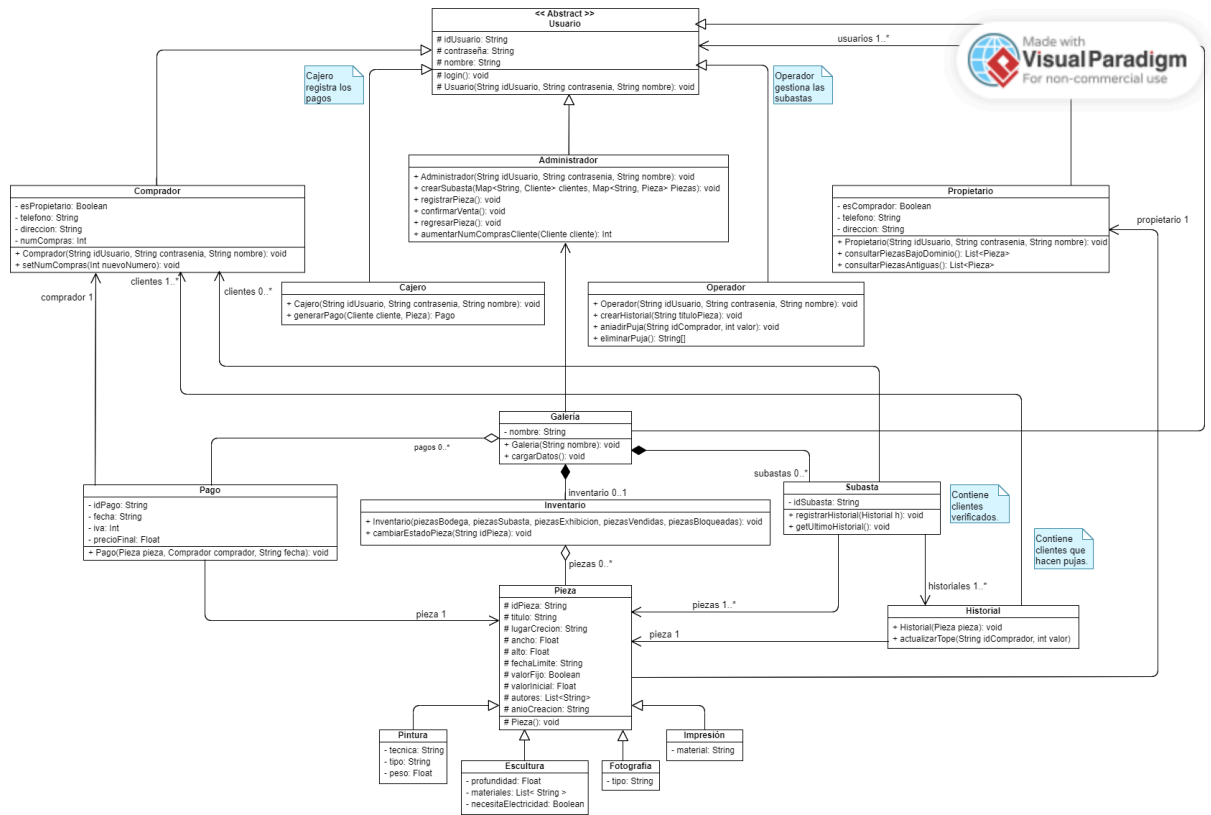 << Abstract >>
Usuario
# idUsuario: String
# contraseña: String
# nombre: String
# login(): void
# Usuario(String idUsuario, String contrasenia, String nombre): void
usuarios 1..*
Made with
Visual Paradigm
For non-commercial use
Cajero
registra los
pagos
Operador
gestiona las
subastas
Administrador
+ Administrador(String idUsuario, String contrasenia, String nombre): void
+ crearSubasta(Map<String, Cliente> clientes, Map<String, Pieza> Piezas): void
+ registrarPieza(): void
+ confirmarVenta(): void
+ regresarPieza(): void
+ aumentarNumComprasCliente(Cliente cliente): Int
Comprador
- esPropietario: Boolean
- telefono: String
- direccion: String
- numCompras: Int
+ Comprador(String idUsuario, String contrasenia, String nombre): void
+ setNumCompras(Int nuevoNumero): void
Propietario
- esComprador: Boolean
- telefono: String
- direccion: String
+ Propietario(String idUsuario, String contrasenia, String nombre): void
+ consultarPiezasBajoDominio(): List<Pieza>
+ consultarPiezasAntiguas(): List<Pieza>
propietario 1
comprador 1
clientes 1..*
clientes 0..*
Cajero
+ Cajero(String idUsuario, String contrasenia, String nombre): void
+ generarPago(Cliente cliente, Pieza): Pago
Operador
+ Operador(String idUsuario, String contrasenia, String nombre): void
+ crearHistorial(String tituloPieza): void
+ aniadirPuja(String idComprador, int valor): void
+ eliminarPuja(): String[]
Galería
- nombre: String
+ Galeria(String nombre): void
+ cargarDatos(): void
pagos 0..*
subastas 0..*
inventario 0..1
Pago
- idPago: String
- fecha: String
- iva: Int
- precioFinal: Float
+ Pago(Pieza pieza, Comprador comprador, String fecha): void
Inventario
+ Inventario(piezasBodega, piezasSubasta, piezasExhibicion, piezasVendidas, piezasBloqueadas): void
+ cambiarEstadoPieza(String idPieza): void
Subasta
- idSubasta: String
+ registrarHistorial(Historial h): void
+ getUltimoHistorial(): void
Contiene
clientes
verificados.
Contiene
clientes que
hacen pujas.
piezas 0..*
historiales 1..*
piezas 1..*
pieza 1
pieza 1
Pieza
# idPieza: String
# titulo: String
# lugarCrecion: String
# ancho: Float
# alto: Float
# fechaLimite: String
# valorFijo: Boolean
# valorInicial: Float
# autores: List<String>
# anioCreacion: String
# Pieza(): void
Historial
+ Historial(Pieza pieza): void
+ actualizarTope(String idComprador, int valor)
Pintura
- tecnica: String
- tipo: String
- peso: Float
Escultura
- profundidad: Float
- materiales: List< String >
- necesitaElectricidad: Boolean
Fotografia
- tipo: String
Impresión
- material: String